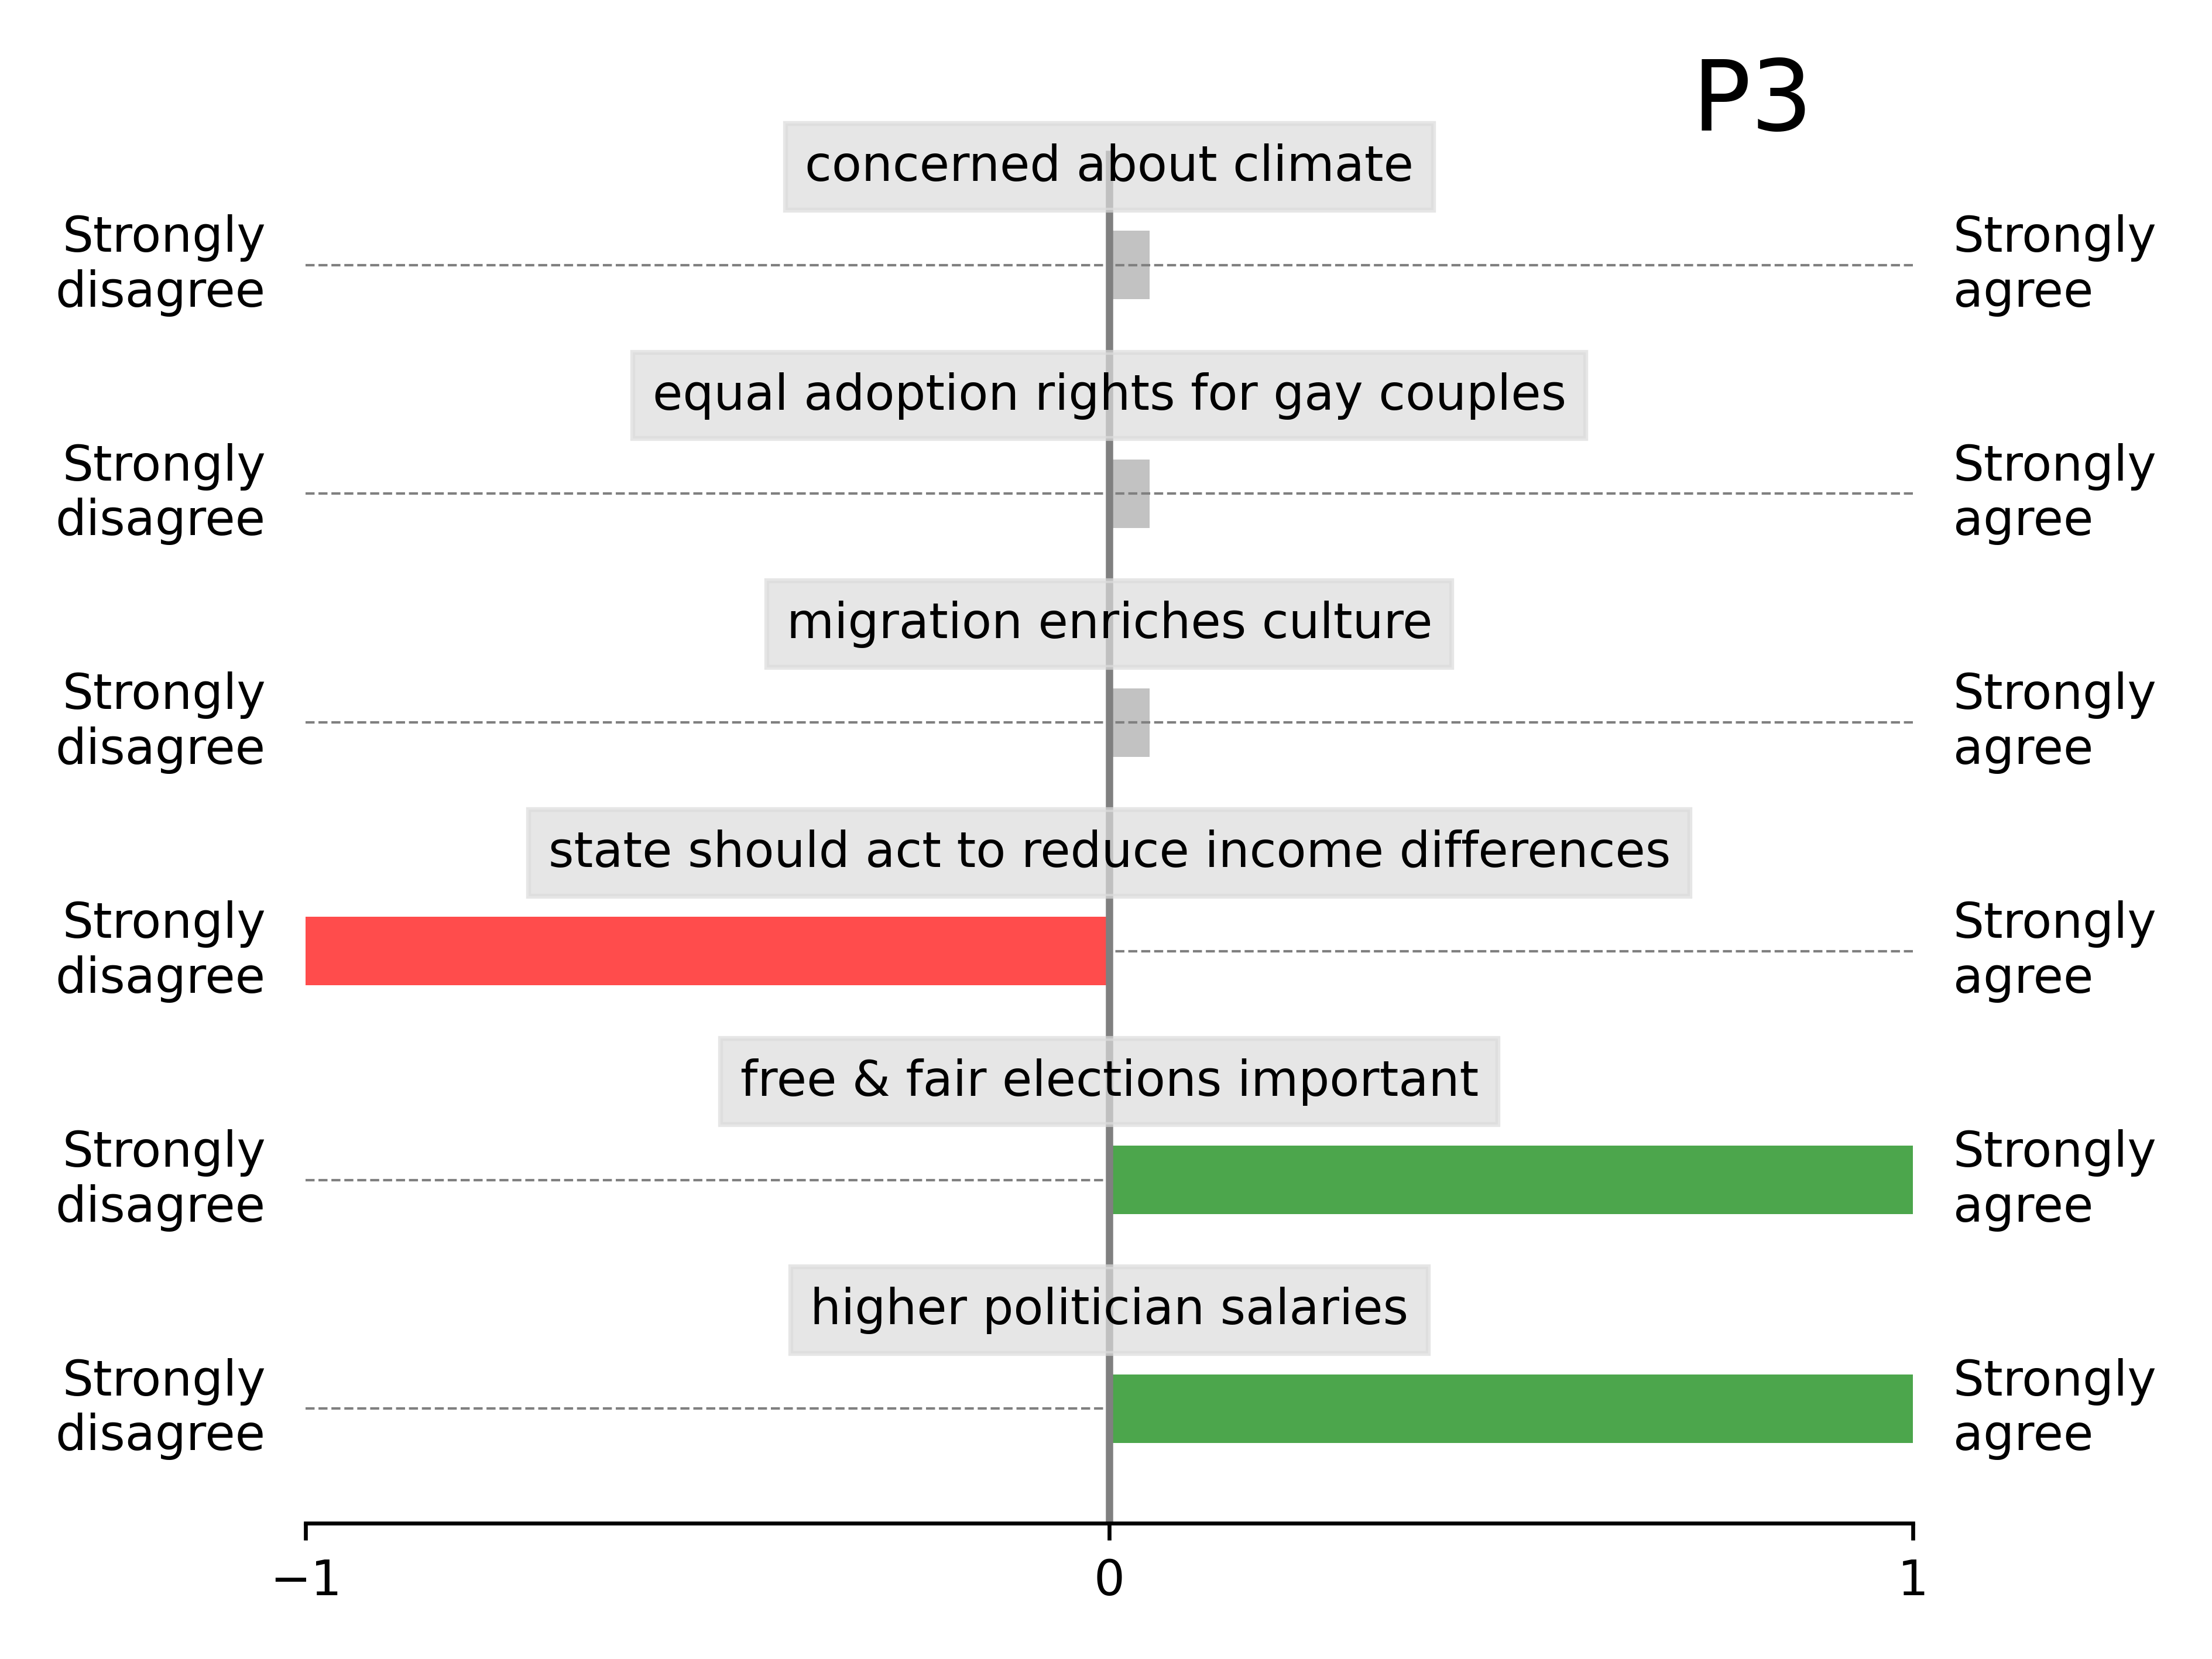 P3
concerned about climate
Strongly
disagree
Strongly
agree
equal adoption rights for gay couples
Strongly
disagree
Strongly
agree
migration enriches culture
Strongly
disagree
Strongly
agree
state should act to reduce income differences
Strongly
disagree
Strongly
agree
free & fair elections important
Strongly
disagree
Strongly
agree
higher politician salaries
Strongly
disagree
Strongly
agree
−1 0 1